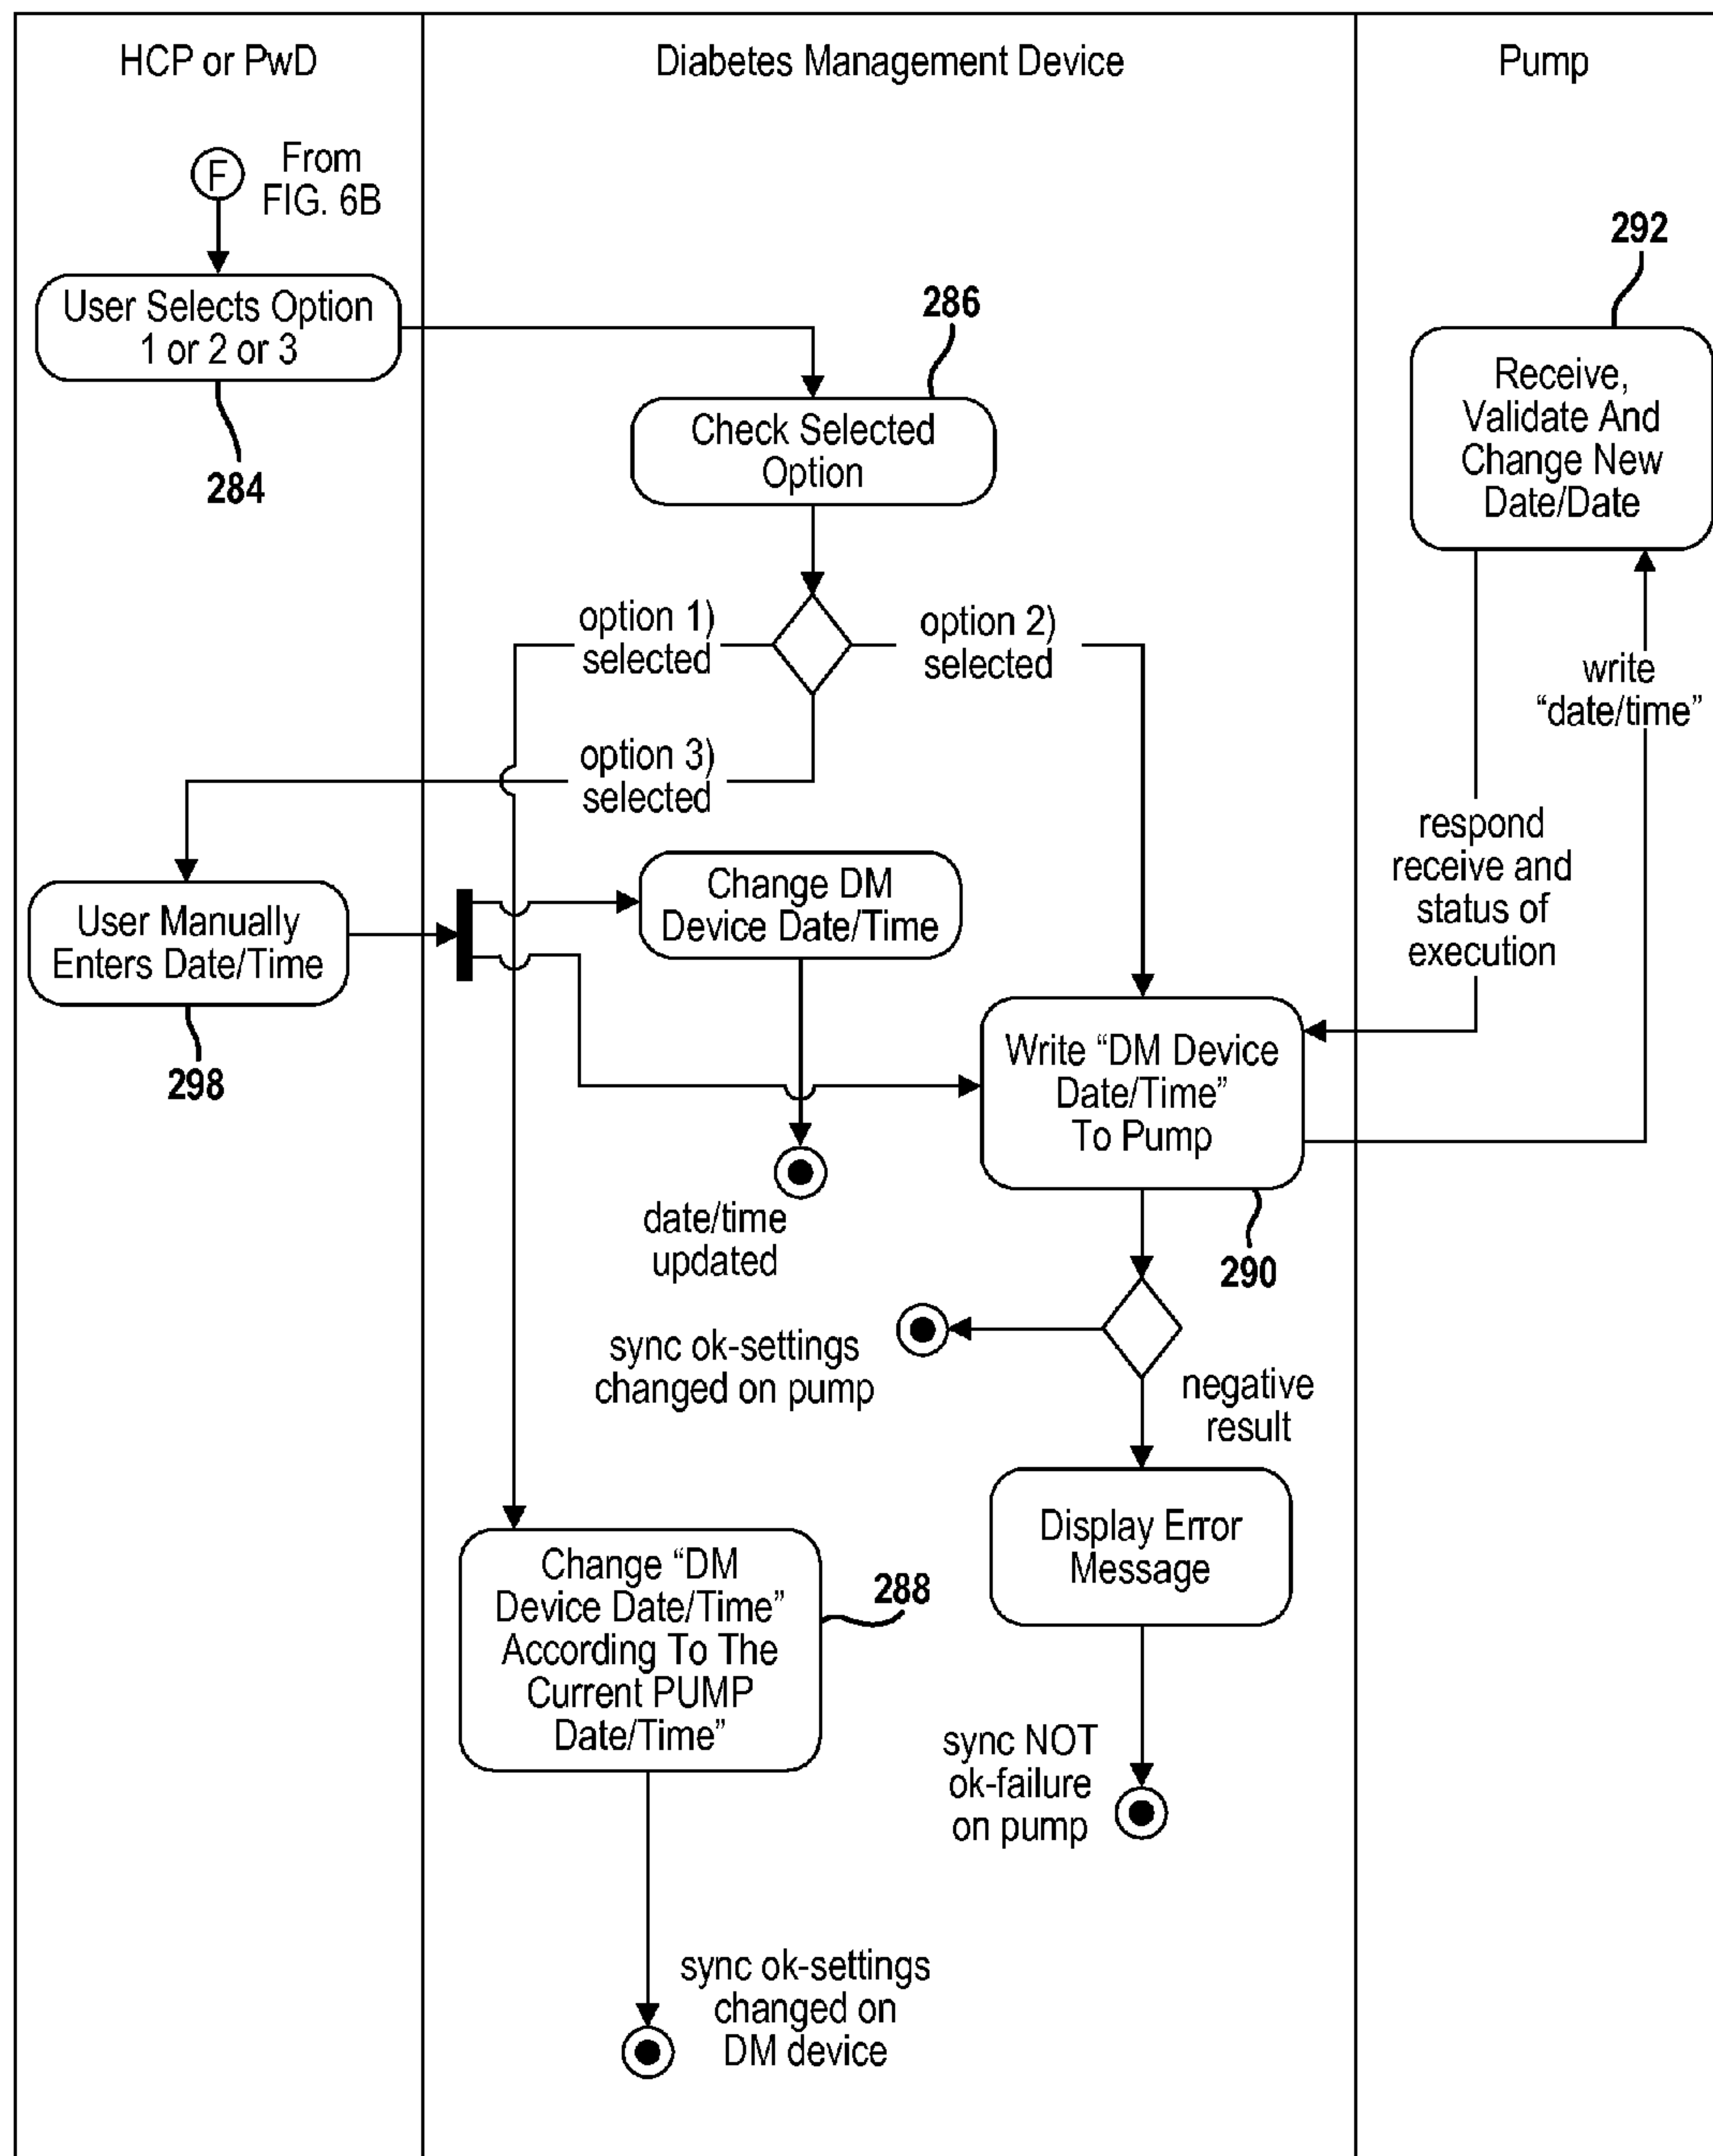 HCP or PwD
Diabetes Management Device
Pump
F
From
FIG. 6B
292
User Selects Option
1 or 2 or 3
284
286
Check Selected
Option
Receive,
Validate And
Change New
Date/Date
option 1)
selected
option 2)
selected
write
“date/time”
option 3)
selected
respond
receive and
status of
execution
User Manually
Enters Date/Time
298
Change DM
Device Date/Time
Write “DM Device
Date/Time”
To Pump
290
date/time
updated
sync ok-settings
changed on pump
negative
result
Display Error
Message
Change “DM
Device Date/Time”
According To The
Current PUMP
Date/Time”
288
sync NOT
ok-failure
on pump
sync ok-settings
changed on
DM device